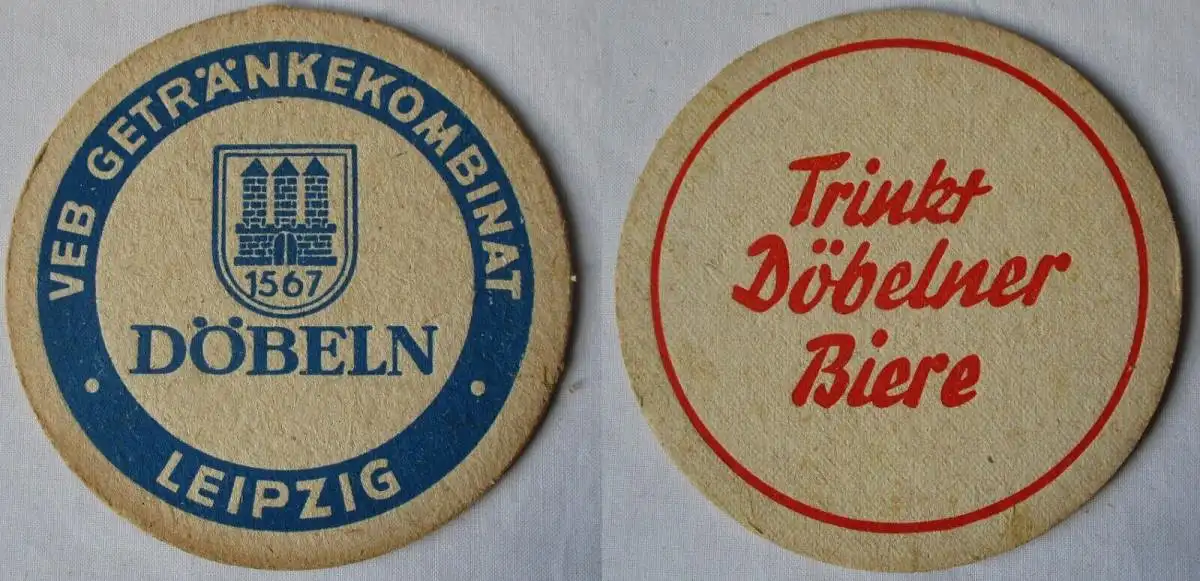 VEB GETRÄNKEKOMBINAT
1567
DÖBELN
• LEIPZIG •
Trinkt
Döbelner
Biere